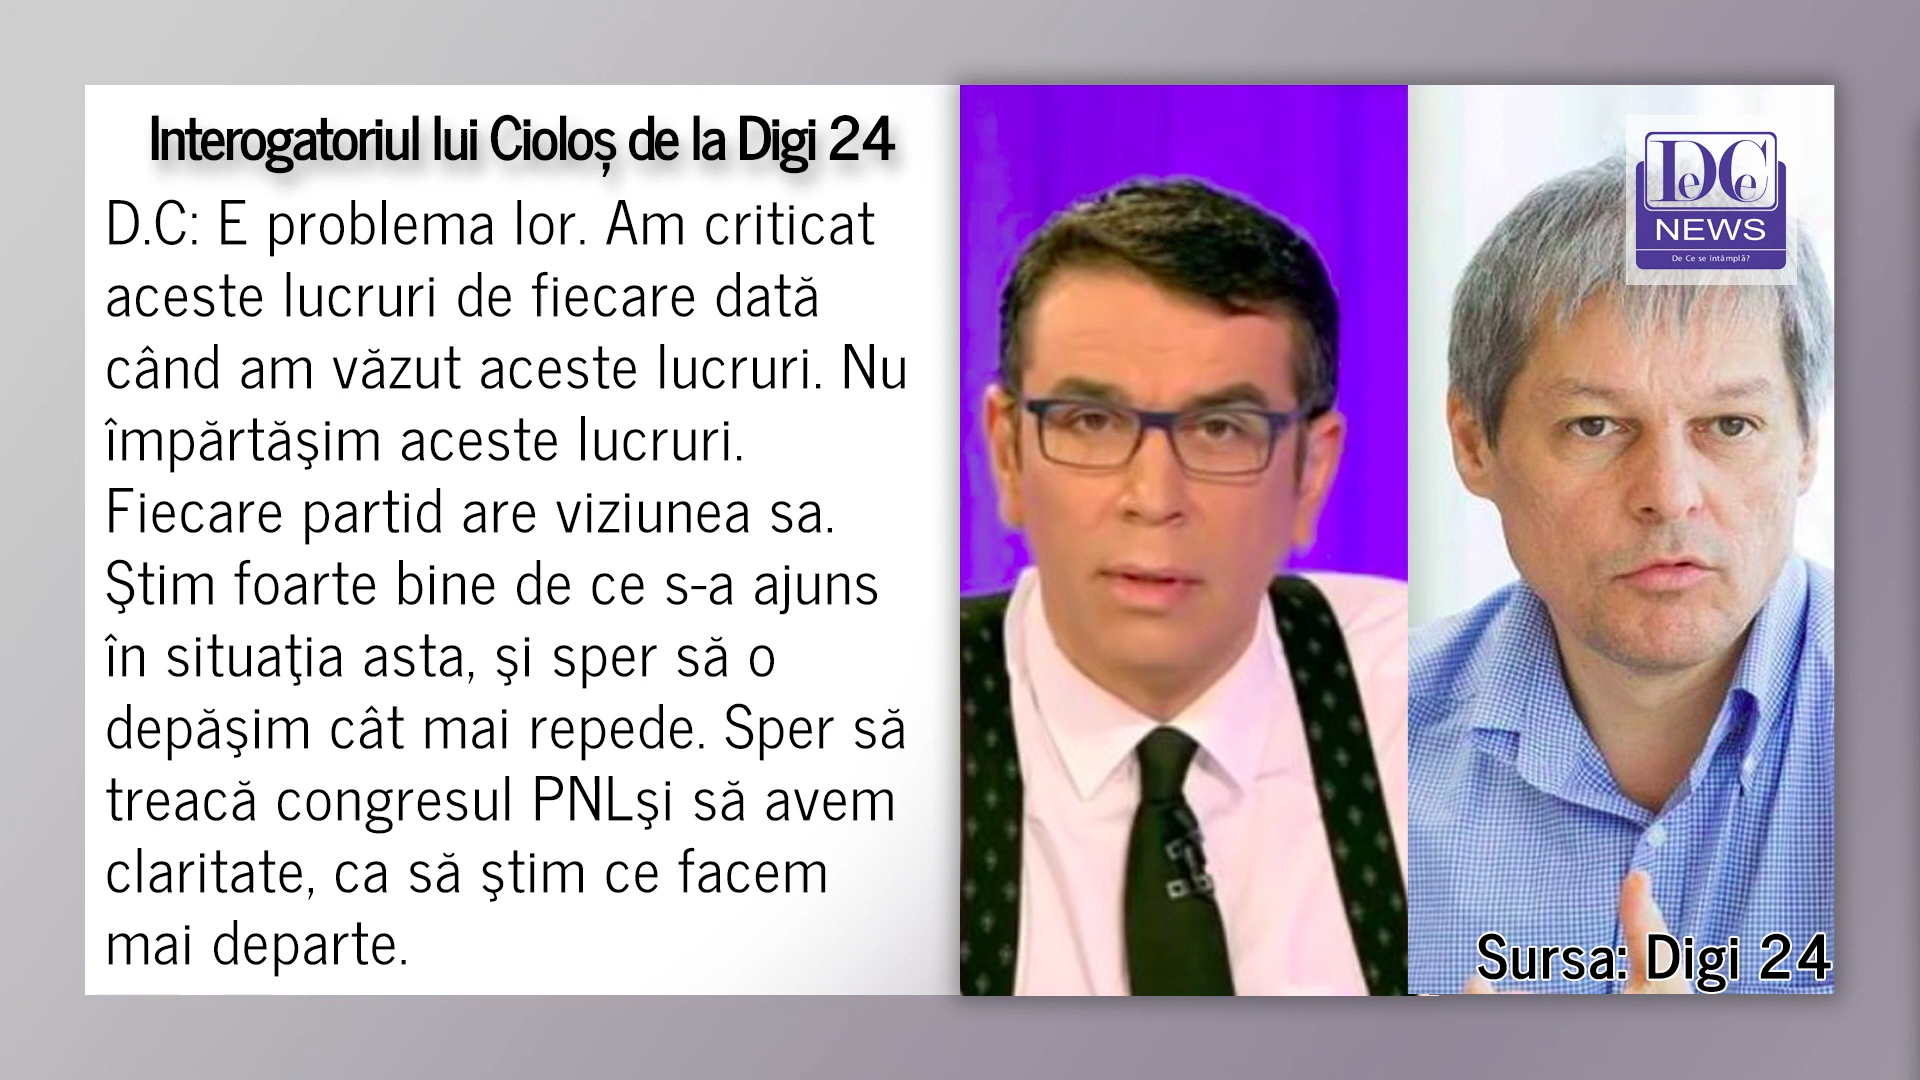 Interogatoriul lui Cioloș de la Digi 24
D.C: E problema lor. Am criticat
aceste lucruri de fiecare dată
când am văzut aceste lucruri. Nu
împărtăşim aceste lucruri.
Fiecare partid are viziunea sa.
Ştim foarte bine de ce s-a ajuns
în situaţia asta, şi sper să o
depăşim cât mai repede. Sper să
treacă congresul PNLşi să avem
claritate, ca să ştim ce facem
mai departe.
DeCe
NEWS
De Ce se întâmplă?
Sursa: Digi 24